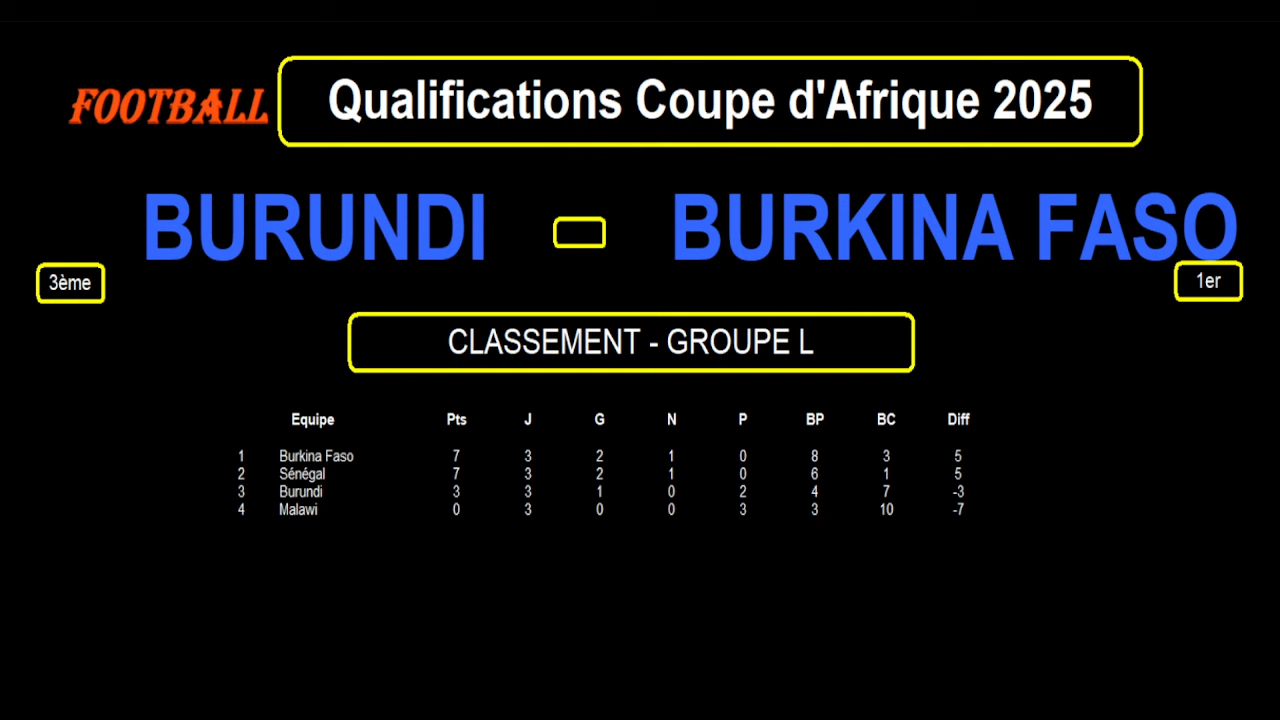 FOOTBALL Qualifications Coupe d'Afrique 2025
BURUNDI BURKINA FASO
3ème 1er
CLASSEMENT - GROUPE L
Equipe Pts J G N P BP BC Diff
1 Burkina Faso 7 3 2 1 0 8 3 5
2 Sénégal 7 3 2 1 0 6 1 5
3 Burundi 3 3 1 0 2 4 7 -3
4 Malawi 0 3 0 0 3 3 10 -7